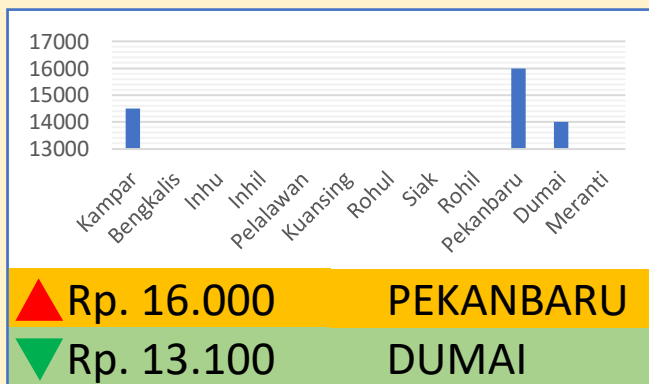 17000
16000
15000
14000
13000
Kampar
Bengkalis
Inhu
Inhil
Pelalawan
Kuansing
Rohul
Siak
Rohil
Pekanbaru
Dumai
Meranti
Rp. 16.000 PEKANBARU
Rp. 13.100 DUMAI